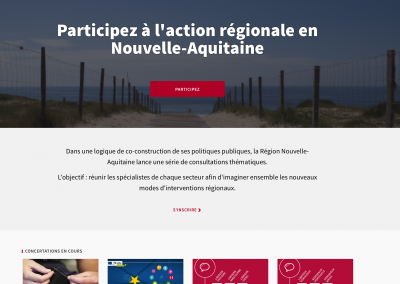 Participez à l'action régionale en
Nouvelle-Aquitaine
PARTICIPEZ
Dans une logique de co-construction de ses politiques publiques, la Région Nouvelle-
Aquitaine lance une série de consultations thématiques.
L'objectif : réunir les spécialistes de chaque secteur afin d'imaginer ensemble les nouveaux
modes d'interventions régionaux.
S'INSCRIRE
CONCERTATIONS EN COURS